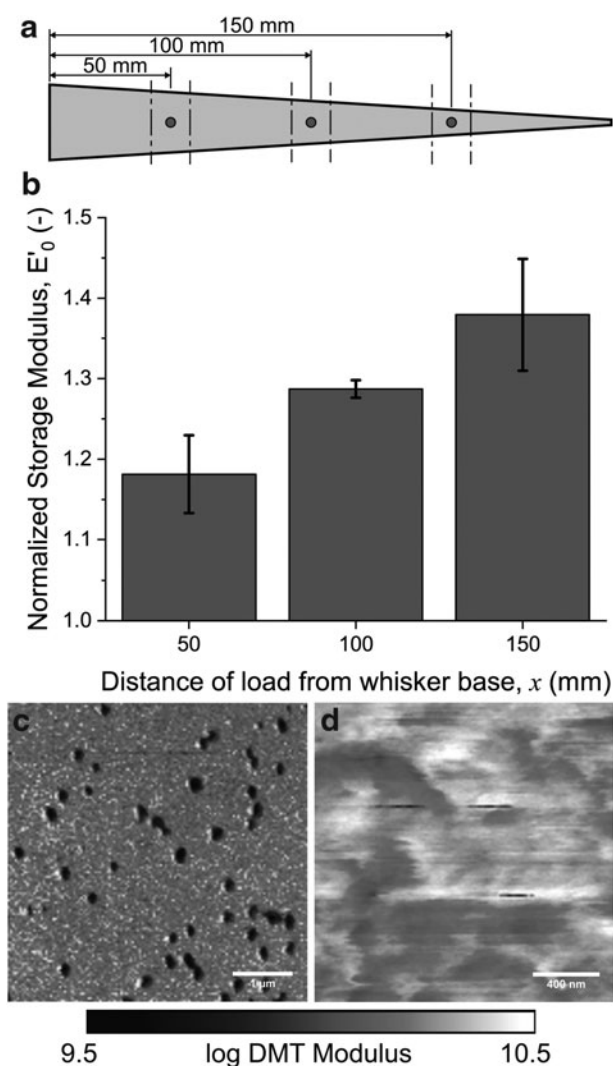 a
150 mm
100 mm
50 mm
b
Normalized Storage Modulus, E'0 (-)
1.5
1.4
1.3
1.2
1.1
1.0
50 100 150
Distance of load from whisker base, x (mm)
c
d
1 µm
400 nm
9.5 log DMT Modulus 10.5